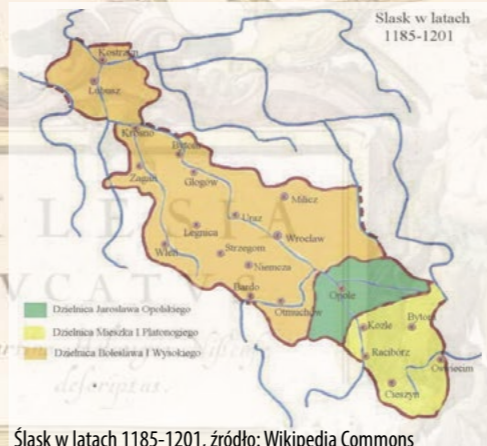 Slask w latach
1185-1201
Kostrzyn
Lubusz
Krosno
Bytom
Żagań
Głogów
Milicz
Uraz
Legnica
Wrocław
Strzegom
Wleń
Niemcza
Bardo
Otmuchów
Opole
Koźle
Bytom
Racibórz
Oświęcim
Cieszyn
Dzielnica Jarosława Opolskiego
Dzielnica Mieszka I Platonogiego
Dzielnica Bolesława I Wysokiego
Śląsk w latach 1185-1201, źródło: Wikipedia Commons